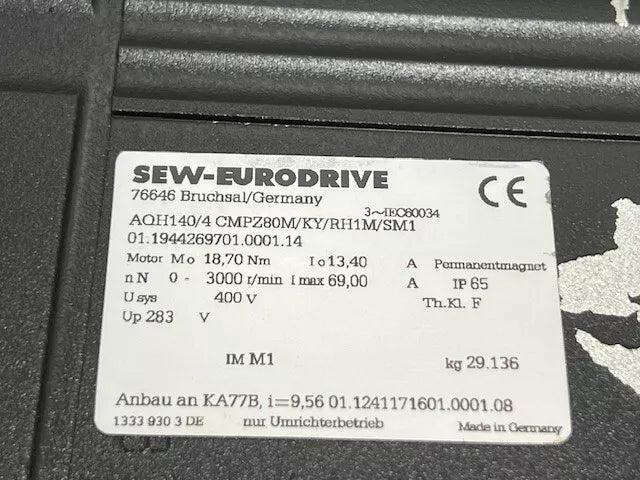 SEW-EURODRIVE
CE
76646 Bruchsal/Germany
3~IEC60034
AQH140/4 CMPZ80M/KY/RH1M/SM1
01.1944269701.0001.14
Motor Mo 18,70 Nm Io 13,40 A Permanentmagnet
nN 0 - 3000 r/min Imax 69,00 A IP 65
Usys 400 V Th.Kl. F
Up 283 V
IM M1 kg 29.136
Anbau an KA77B, i=9,56 01.1241171601.0001.08
1333 930 3 DE nur Umrichterbetrieb Made in Germany